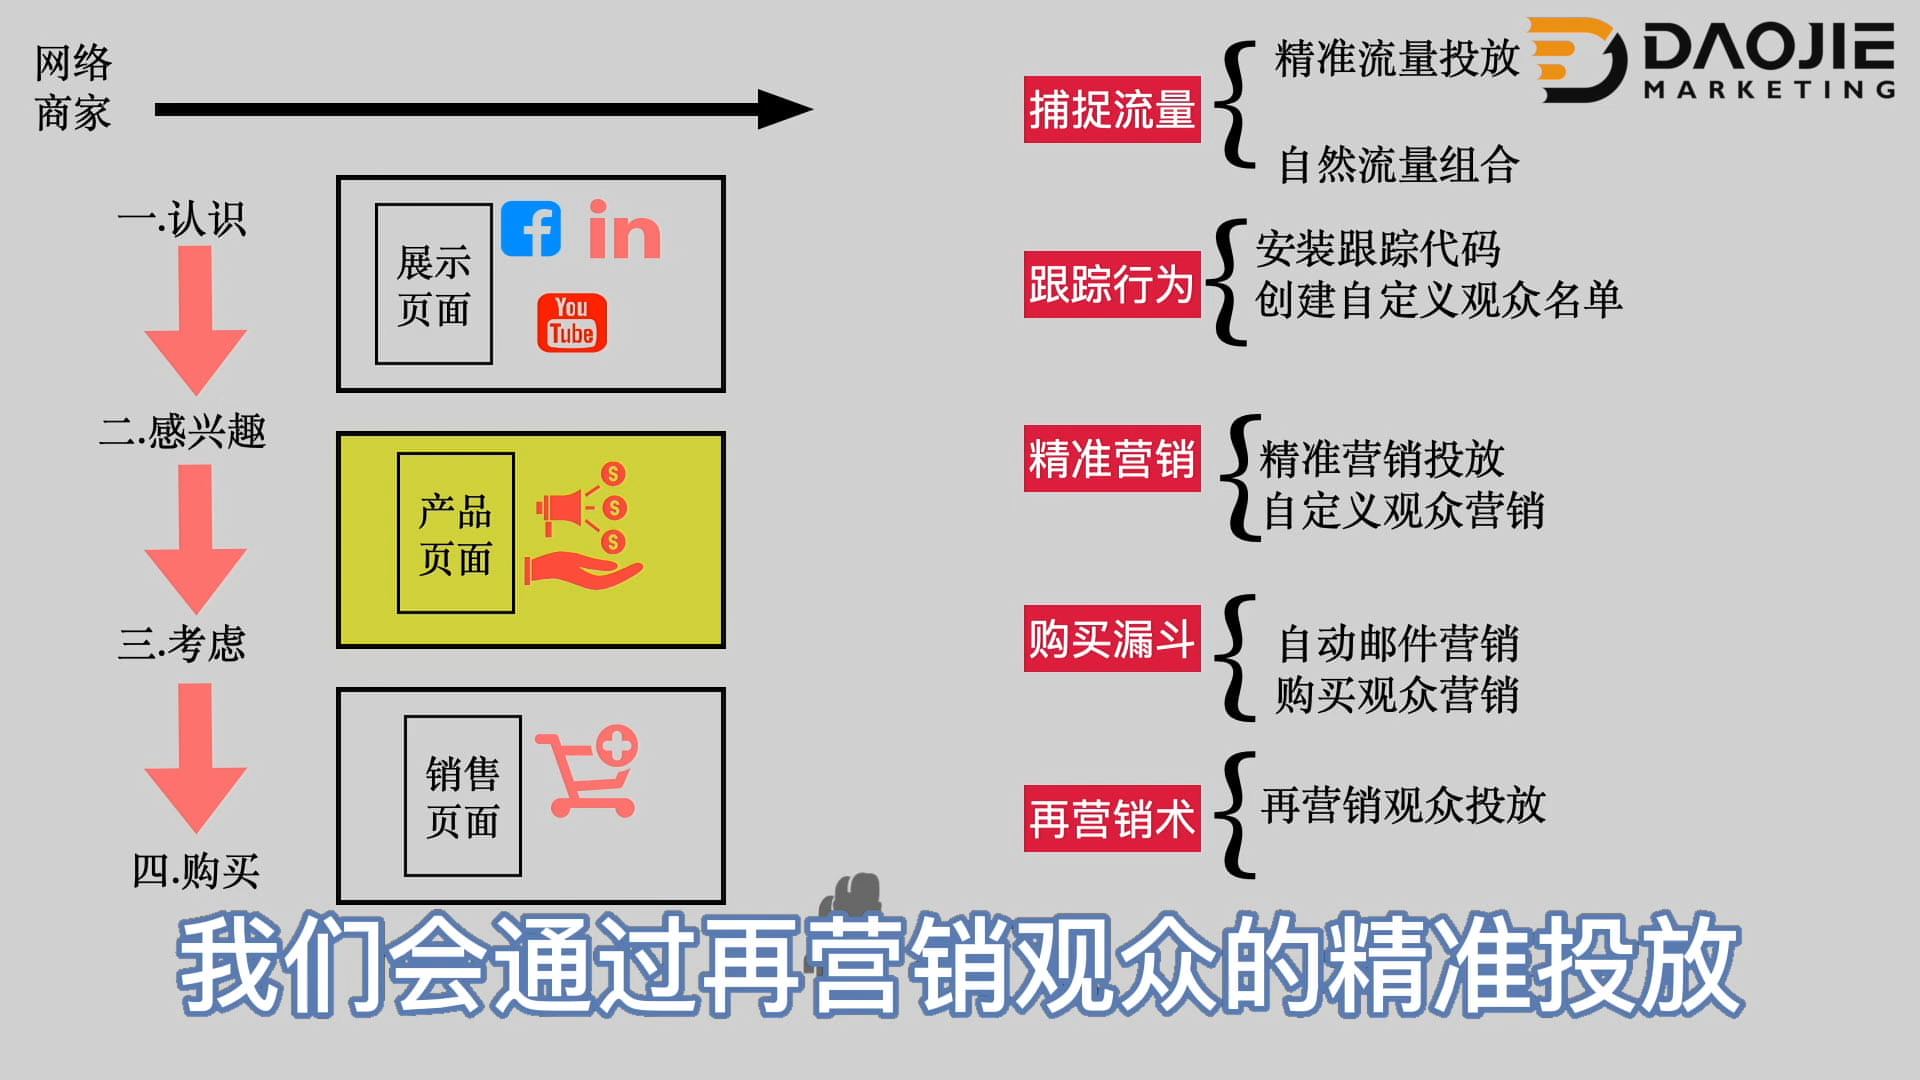 网络
商家
一.认识
二.感兴趣
三.考虑
四.购买
展示
页面
You
Tube
in
产品
页面
$
$
$
销售
页面
捕捉流量
精准流量投放
自然流量组合
跟踪行为
安装跟踪代码
创建自定义观众名单
精准营销
精准营销投放
自定义观众营销
购买漏斗
自动邮件营销
购买观众营销
再营销术
再营销观众投放
DAOJIE
MARKETING
我们会通过再营销观众的精准投放